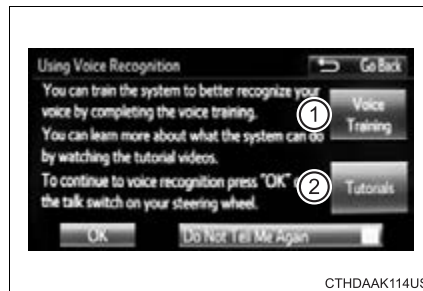 Using Voice Recognition
Go Back
You can train the system to better recognize your
voice by completing the voice training.
1
Voice
Training
You can learn more about what the system can do
by watching the tutorial videos.
To continue to voice recognition press "OK"
2
Tutorials
the talk switch on your steering wheel.
OK
Do Not Tell Me Again
CTHDAAK114US